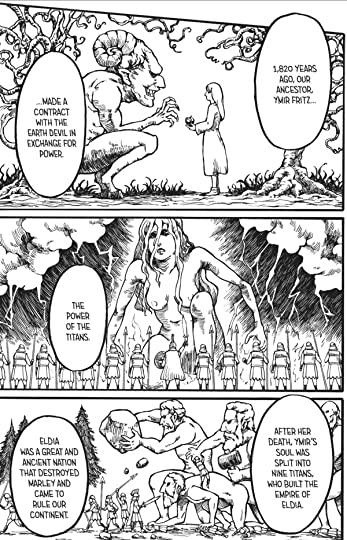 1,820 YEARS
AGO, OUR
ANCESTOR,
YMIR FRITZ...
...MADE A
CONTRACT
WITH THE
EARTH DEVIL IN
EXCHANGE FOR
POWER.
THE
POWER
OF THE
TITANS.
AFTER HER
DEATH, YMIR'S
SOUL WAS
SPLIT INTO
NINE TITANS,
WHO BUILT THE
EMPIRE OF
ELDIA.
ELDIA
WAS A GREAT AND
ANCIENT NATION
THAT DESTROYED
MARLEY AND
CAME TO
RULE OUR
CONTINENT.